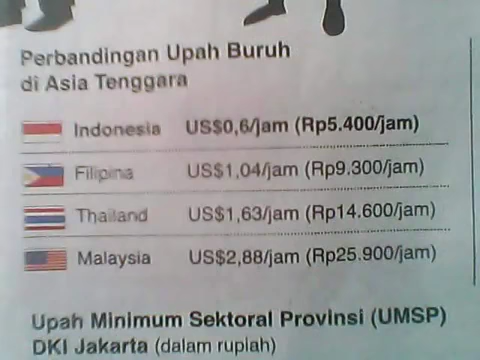 Perbandingan Upah Buruh
di Asia Tenggara
Indonesia US$0,6/jam (Rp5.400/jam)
Filipina US$1,04/jam (Rp9.300/jam)
Thailand US$1,63/jam (Rp14.600/jam)
Malaysia US$2,88/jam (Rp25.900/jam)
Upah Minimum Sektoral Provinsi (UMSP)
DKI Jakarta (dalam rupiah)